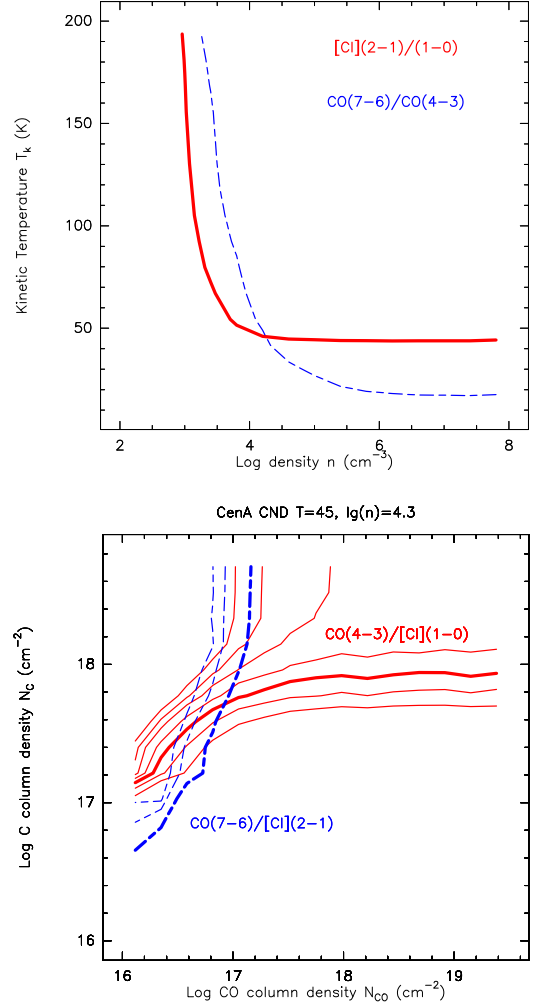 200
[CI](2−1)/(1−0)
CO(7−6)/CO(4−3)
150
100
50
Kinetic Temperature T_k (K)
2 4 6 8
Log density n (cm⁻³)
CenA CND T=45, lg(n)=4.3
CO(4−3)/[CI](1−0)
18
17
CO(7−6)/[CI](2−1)
16
Log C column density N_C (cm⁻²)
16 17 18 19
Log CO column density N_CO (cm⁻²)